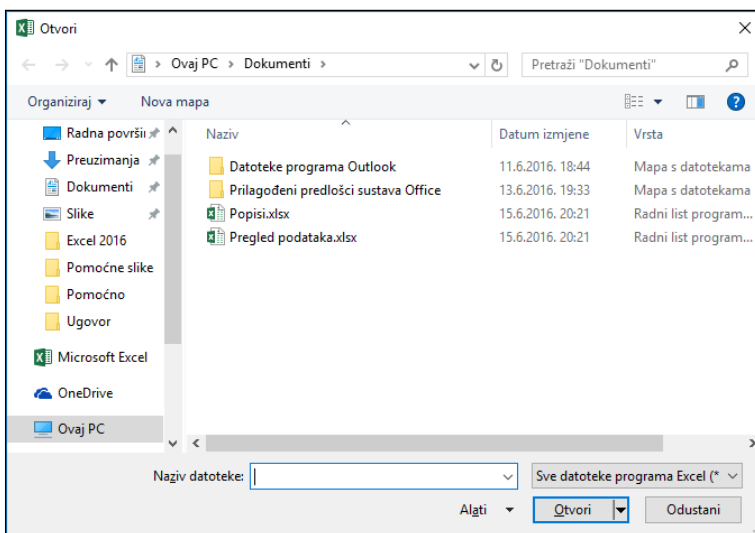 Otvori
Ovaj PC > Dokumenti >
Pretraži "Dokumenti"
Organiziraj
Nova mapa
Radna površin
Preuzimanja
Dokumenti
Slike
Excel 2016
Pomoćne slike
Pomoćno
Ugovor
Microsoft Excel
OneDrive
Ovaj PC
Naziv Datum izmjene Vrsta
Datoteke programa Outlook 11.6.2016. 18:44 Mapa s datotekama
Prilagođeni predlošci sustava Office 13.6.2016. 19:33 Mapa s datotekama
Popisi.xlsx 15.6.2016. 20:21 Radni list program...
Pregled podataka.xlsx 15.6.2016. 20:21 Radni list program...
Naziv datoteke:
Sve datoteke programa Excel (*
Alati
Otvori
Odustani